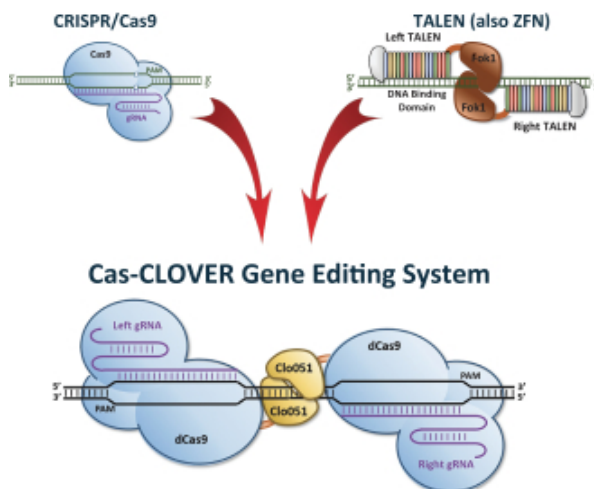 CRISPR/Cas9
TALEN (also ZFN)
Cas9
PAM
gRNA
Left TALEN
Fok1
DNA Binding
Domain
Fok1
Right TALEN
Cas-CLOVER Gene Editing System
Left gRNA
dCas9
Clo051
PAM
5'
3'
3'
5'
Clo051
PAM
dCas9
Right gRNA